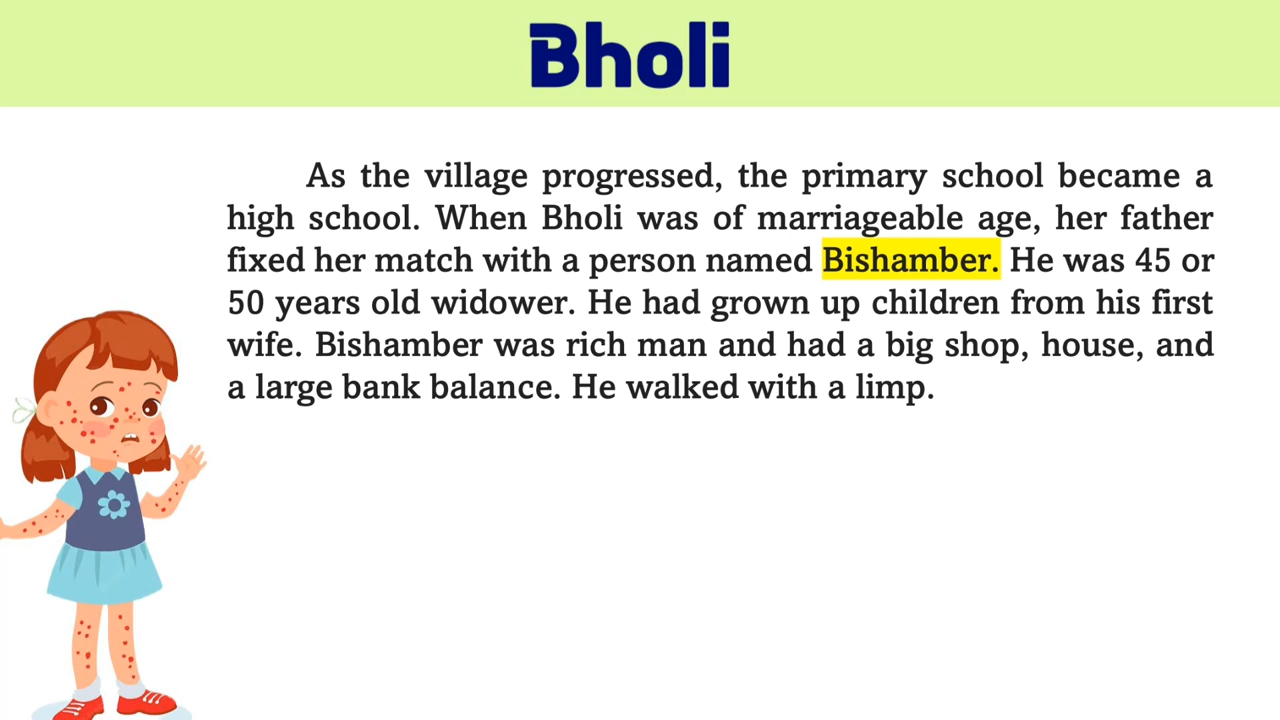 Bholi
As the village progressed, the primary school became a
high school. When Bholi was of marriageable age, her father
fixed her match with a person named Bishamber. He was 45 or
50 years old widower. He had grown up children from his first
wife. Bishamber was rich man and had a big shop, house, and
a large bank balance. He walked with a limp.